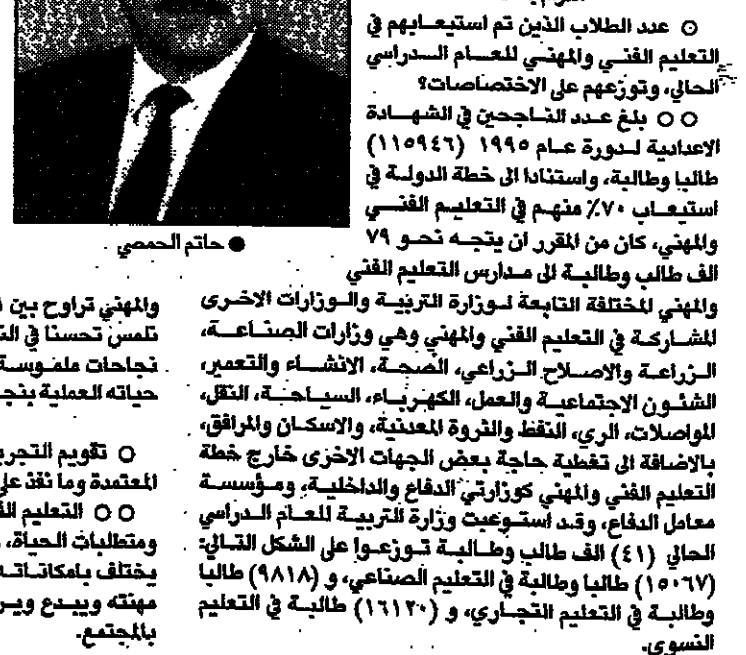 ○ عدد الطلاب الذين تم استيعابهم في
التعليم الفني والمهني للعام الدراسي
الحالي، وتوزعهم على الاختصاصات؟
○○ بلغ عدد الناجحين في الشهادة
الاعدادية لدورة عام ١٩٩٥ (١١٥٩٤٦)
طالبا وطالبة، واستنادا الى خطة الدولة في
استيعاب ٧٠٪ منهم في التعليم الفني
والمهني، كان من المقرر ان يتجه نحو ٧٩
الف طالب وطالبة الى مدارس التعليم الفني
والمهني المختلفة التابعة لوزارة التربية والوزارات الاخرى
المشاركة في التعليم الفني والمهني وهي وزارات الصناعة،
الزراعة والاصلاح الزراعي، الصحة، الانشاء والتعمير،
الشئون الاجتماعية والعمل، الكهرباء، السياحة، النقل،
المواصلات، الري، النفط والثروة المعدنية، والاسكان والمرافق،
بالاضافة الى تغطية حاجة بعض الجهات الاخرى خارج خطة
التعليم الفني والمهني كوزارتي الدفاع والداخلية، ومؤسسة
معامل الدفاع، وقد استوعبت وزارة التربية للعام الدراسي
الحالي (٤١) الف طالب وطالبة توزعوا على الشكل التالي:
(١٥٠٦٧) طالبا وطالبة في التعليم الصناعي، و (٩٨١٨) طالبا
وطالبة في التعليم التجاري، و (١٦١٢٠) طالبة في التعليم
النسوي.
● حاتم الحمصي
والمهني تراوح بين
تلمس تحسنا في
نجاحات ملموسة
حياته العملية
○ تقويم
المعتمدة وما نفذ
○○ التعليم
ومتطلبات الحياة،
يختلف بامكاناته
مهنته ويبدع
بالمجتمع.